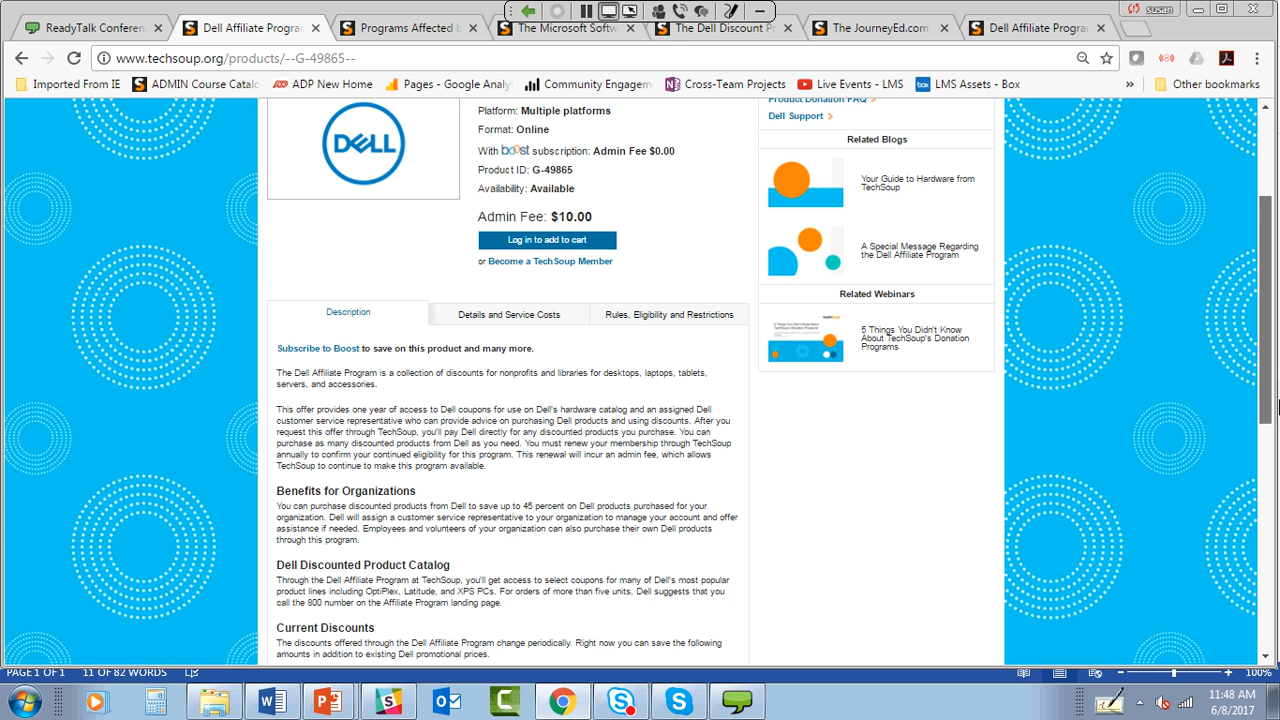 susan
ReadyTalk Conferen
Dell Affiliate Program
Programs Affected b
The Microsoft Softw
The Dell Discount P
The JourneyEd.com
Dell Affiliate Progra
www.techsoup.org/products/--G-49865--
Imported From IE
ADMIN Course Catalo
ADP New Home
Pages - Google Analy
Community Engagem
Cross-Team Projects
Live Events - LMS
LMS Assets - Box
»
Other bookmarks
DELL
Platform: Multiple platforms
Format: Online
With boost subscription: Admin Fee $0.00
Product ID: G-49865
Availability: Available
Admin Fee: $10.00
Log in to add to cart
or Become a TechSoup Member
Product Donation FAQ
Dell Support
Related Blogs
Your Guide to Hardware from
TechSoup
A Special Message Regarding
the Dell Affiliate Program
Related Webinars
5 Things You Didn't Know
About TechSoup's Donation
Programs
Description
Details and Service Costs
Rules, Eligibility and Restrictions
Subscribe to Boost to save on this product and many more.
The Dell Affiliate Program is a collection of discounts for nonprofits and libraries for desktops, laptops, tablets,
servers, and accessories.
This offer provides one year of access to Dell coupons for use on Dell's hardware catalog and an assigned Dell
customer service representative who can provide advice on purchasing Dell products and using discounts. After you
request this offer through TechSoup, you'll pay Dell directly for any discounted products you purchase. You can
purchase as many discounted products from Dell as you need. You must renew your membership through TechSoup
annually to confirm your continued eligibility for this program. This renewal will incur an admin fee, which allows
TechSoup to continue to make this program available.
Benefits for Organizations
You can purchase discounted products from Dell to save up to 45 percent on Dell products purchased for your
organization. Dell will assign a customer service representative to your organization to manage your account and offer
assistance if needed. Employees and volunteers of your organization can also purchase their own Dell products
through this program.
Dell Discounted Product Catalog
Through the Dell Affiliate Program at TechSoup, you'll get access to select coupons for many of Dell's most popular
product lines including OptiPlex, Latitude, and XPS PCs. For orders of more than five units, Dell suggests that you
call the 800 number on the Affiliate Program landing page.
Current Discounts
The discounts offered through the Dell Affiliate Program change periodically. Right now you can save the following
amounts in addition to existing Dell promotional prices.
PAGE 1 OF 1
11 OF 82 WORDS
100%
11:48 AM
6/8/2017